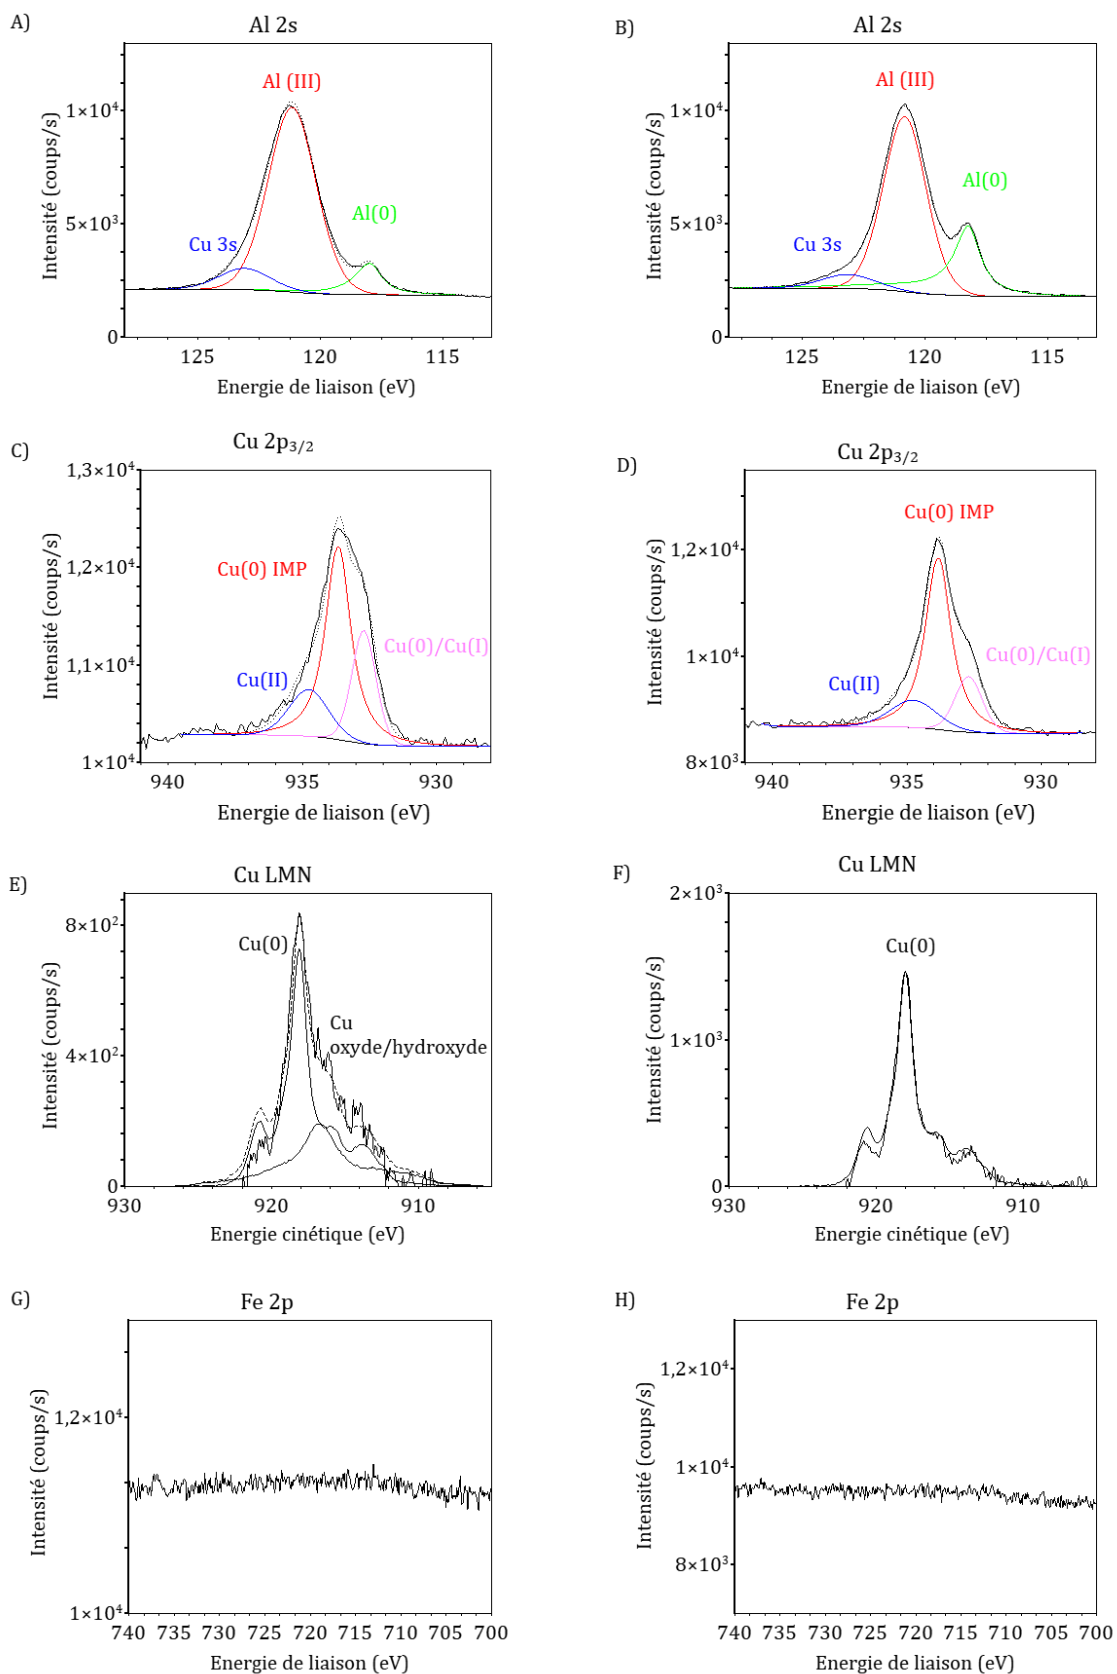 A)
Al 2s
Al (III)
Al(0)
Cu 3s
1×10⁴
5×10³
0
125
120
115
Intensité (coups/s)
Energie de liaison (eV)
B)
Al 2s
Al (III)
Al(0)
Cu 3s
1×10⁴
5×10³
0
125
120
115
Intensité (coups/s)
Energie de liaison (eV)
C)
Cu 2p₃/₂
1,3×10⁴
1,2×10⁴
1,1×10⁴
1×10⁴
Cu(0) IMP
Cu(0)/Cu(I)
Cu(II)
940
935
930
Intensité (coups/s)
Energie de liaison (eV)
D)
Cu 2p₃/₂
Cu(0) IMP
1,2×10⁴
1×10⁴
8×10³
Cu(0)/Cu(I)
Cu(II)
940
935
930
Intensité (coups/s)
Energie de liaison (eV)
E)
Cu LMN
8×10²
4×10²
0
Cu(0)
Cu
oxyde/hydroxyde
930
920
910
Intensité (coups/s)
Energie cinétique (eV)
F)
Cu LMN
2×10³
1×10³
0
Cu(0)
930
920
910
Intensité (coups/s)
Energie cinétique (eV)
G)
Fe 2p
1,2×10⁴
1×10⁴
740 735 730 725 720 715 710 705 700
Intensité (coups/s)
Energie de liaison (eV)
H)
Fe 2p
1,2×10⁴
1×10⁴
8×10³
740 735 730 725 720 715 710 705 700
Intensité (coups/s)
Energie de liaison (eV)